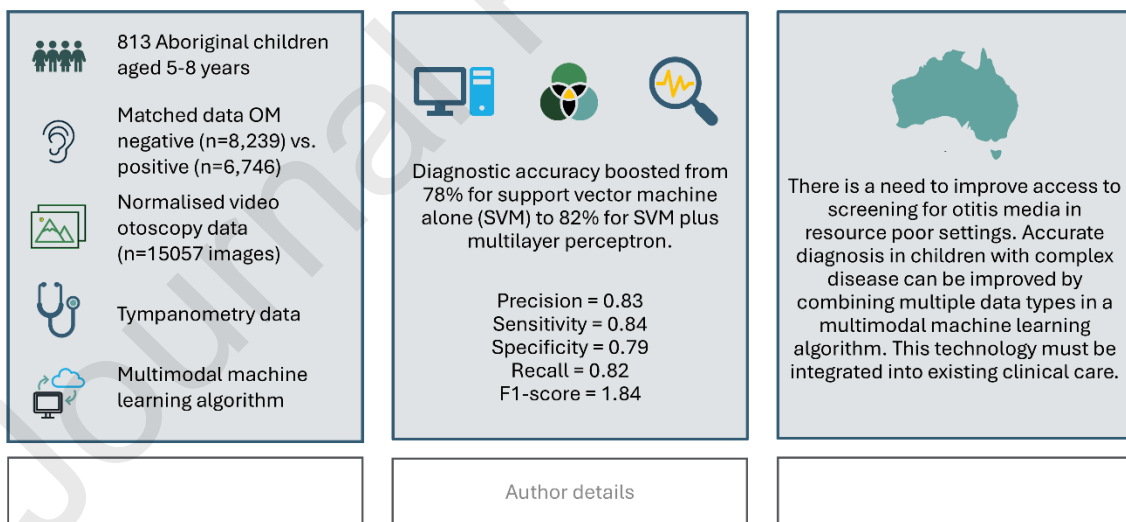 813 Aboriginal children
aged 5-8 years
Matched data OM
negative (n=8,239) vs.
positive (n=6,746)
Normalised video
otoscopy data
(n=15057 images)
Tympanometry data
Multimodal machine
learning algorithm
Diagnostic accuracy boosted from
78% for support vector machine
alone (SVM) to 82% for SVM plus
multilayer perceptron.
Precision = 0.83
Sensitivity = 0.84
Specificity = 0.79
Recall = 0.82
F1-score = 1.84
There is a need to improve access to
screening for otitis media in
resource poor settings. Accurate
diagnosis in children with complex
disease can be improved by
combining multiple data types in a
multimodal machine learning
algorithm. This technology must be
integrated into existing clinical care.
Author details
Journal